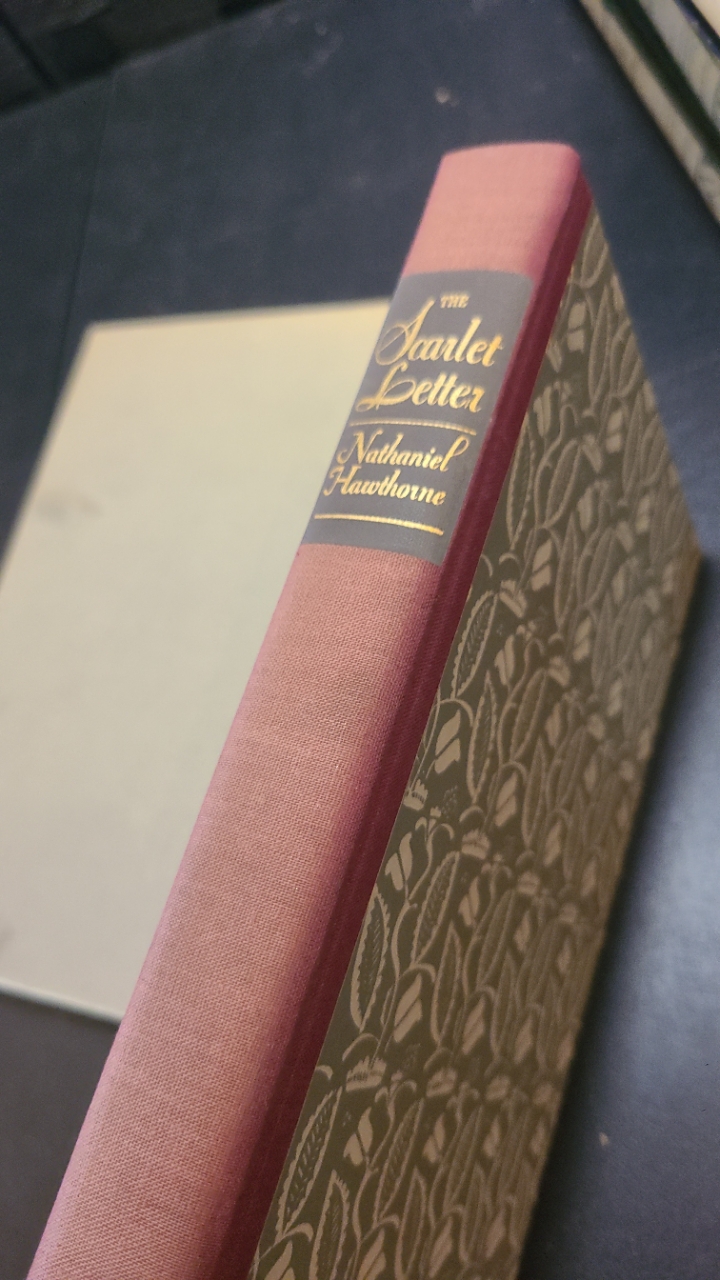 THE
Scarlet
Letter
Nathaniel
Hawthorne